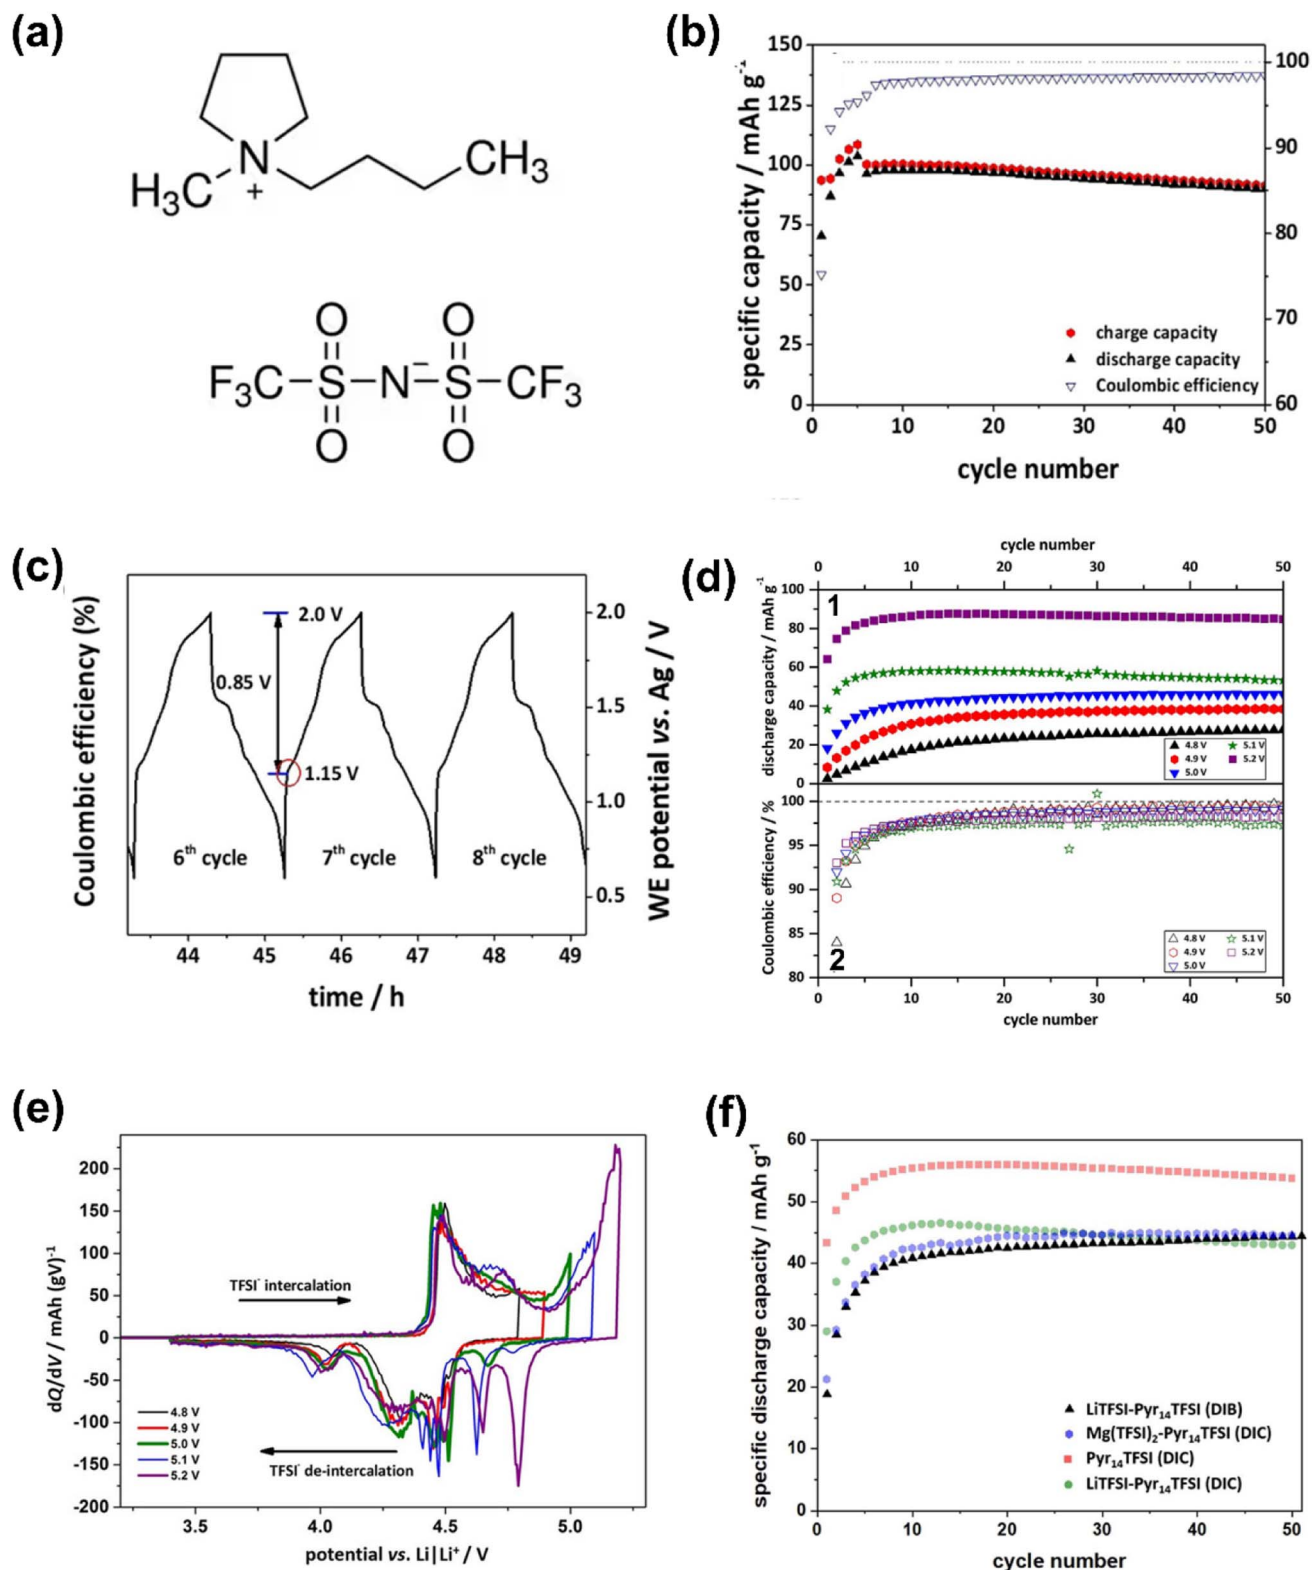 (a)
N
+
H₃C
CH₃
O O
F₃C-S-N⁻-S-CF₃
O O
(b)
150
125
100
75
50
25
0
specific capacity / mAh g⁻¹
100
90
80
70
60
charge capacity
discharge capacity
Coulombic efficiency
0 10 20 30 40 50
cycle number
(c)
Coulombic efficiency (%)
2.0 V
0.85 V
1.15 V
6th cycle
7th cycle
8th cycle
2.0
1.5
1.0
0.5
WE potential vs. Ag / V
44 45 46 47 48 49
time / h
(d)
cycle number
0 10 20 30 40 50
1
100
80
60
40
20
0
discharge capacity / mAh g⁻¹
4.8 V 5.1 V
4.9 V 5.2 V
5.0 V
100
95
90
85
80
Coulombic efficiency / %
2
4.8 V 5.1 V
4.9 V 5.2 V
5.0 V
0 10 20 30 40 50
cycle number
(e)
200
150
100
50
0
-50
-100
-150
-200
dQ/dV / mAh (gV)⁻¹
TFSI⁻ intercalation
4.8 V
4.9 V
5.0 V
5.1 V
5.2 V
TFSI⁻ de-intercalation
3.5 4.0 4.5 5.0
potential vs. Li|Li⁺ / V
(f)
60
50
40
30
20
10
0
specific discharge capacity / mAh g⁻¹
LiTFSI-Pyr₁₄TFSI (DIB)
Mg(TFSI)₂-Pyr₁₄TFSI (DIC)
Pyr₁₄TFSI (DIC)
LiTFSI-Pyr₁₄TFSI (DIC)
0 10 20 30 40 50
cycle number